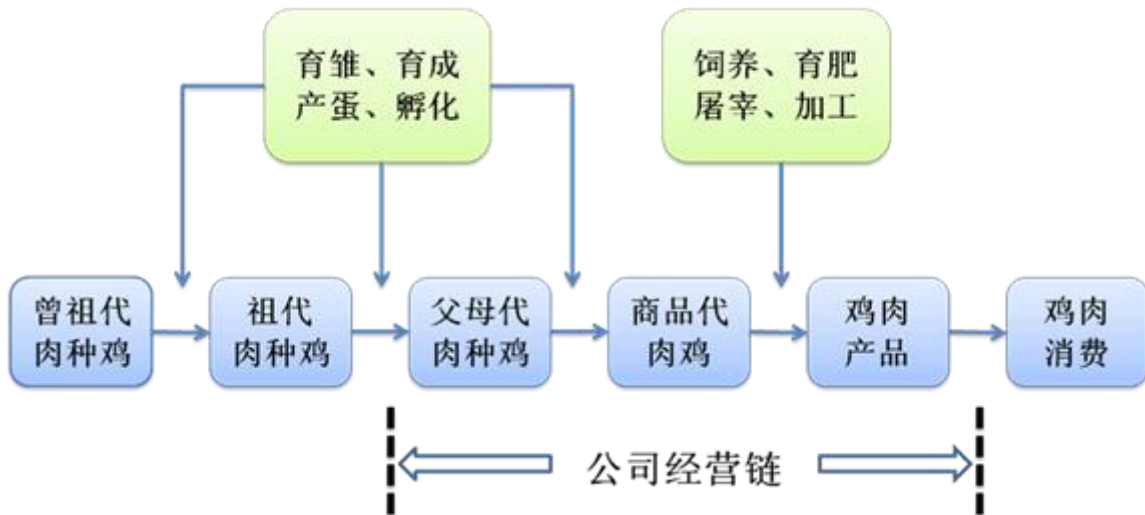 育雏、育成
产蛋、孵化
饲养、育肥
屠宰、加工
曾祖代
肉种鸡
祖代
肉种鸡
父母代
肉种鸡
商品代
肉鸡
鸡肉
产品
鸡肉
消费
公司经营链